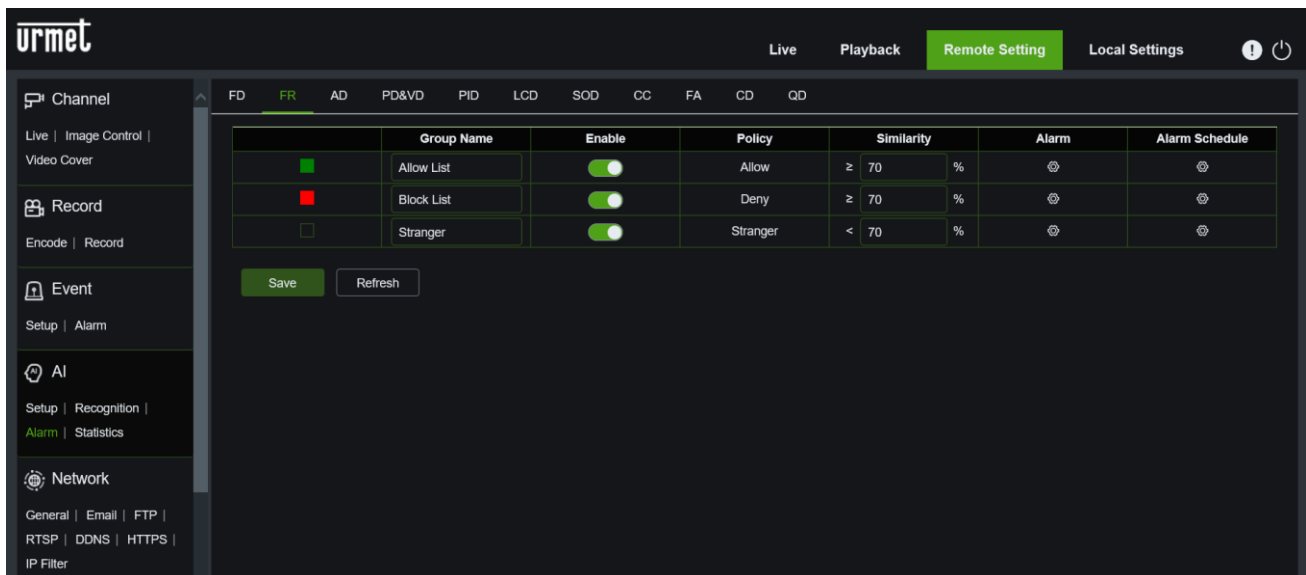 urmet
Live Playback Remote Setting Local Settings
Channel
Live | Image Control |
Video Cover
Record
Encode | Record
Event
Setup | Alarm
AI
Setup | Recognition |
Alarm | Statistics
Network
General | Email | FTP |
RTSP | DDNS | HTTPS |
IP Filter
FD FR AD PD&VD PID LCD SOD CC FA CD QD
Group Name Enable Policy Similarity Alarm Alarm Schedule
Allow List Allow ≥ 70 %
Block List Deny ≥ 70 %
Stranger Stranger < 70 %
Save Refresh